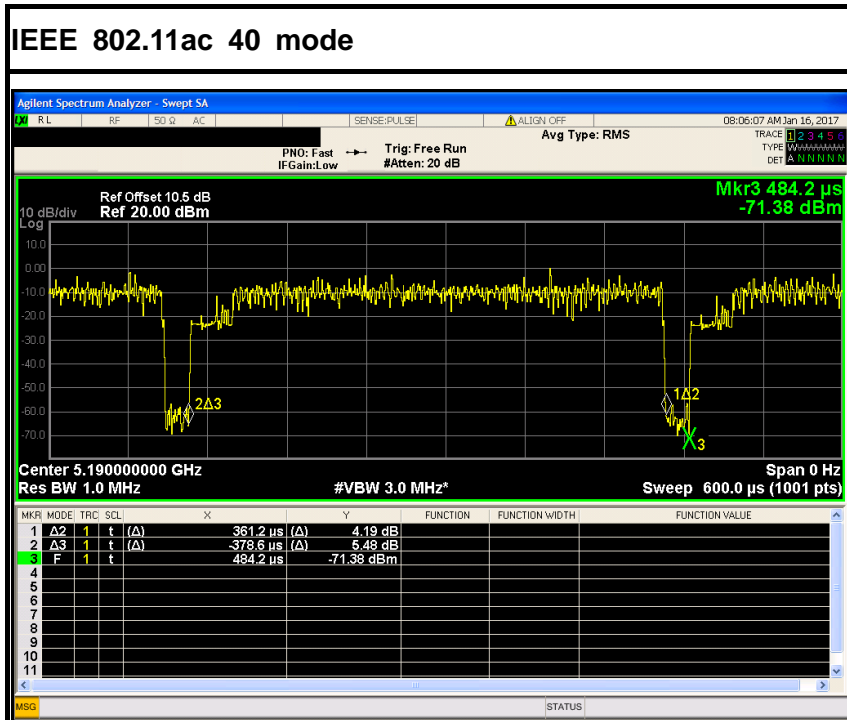 IEEE 802.11ac 40 mode
Agilent Spectrum Analyzer - Swept SA
LXI RL RF 50 Ω AC SENSE:PULSE ALIGN OFF 08:06:07 AM Jan 16, 2017
Avg Type: RMS TRACE 1 2 3 4 5 6
PNO: Fast Trig: Free Run TYPE W
IFGain:Low #Atten: 20 dB DET A N N N N N
Mkr3 484.2 µs
Ref Offset 10.5 dB
10 dB/div Ref 20.00 dBm -71.38 dBm
Log
10.0
0.00
-10.0
-20.0
-30.0
-40.0
-50.0
1Δ2
2Δ3
-60.0
-70.0
3
Center 5.190000000 GHz Span 0 Hz
Res BW 1.0 MHz #VBW 3.0 MHz* Sweep 600.0 µs (1001 pts)
MKR MODE TRC SCL X Y FUNCTION FUNCTION WIDTH FUNCTION VALUE
1 Δ2 1 t (Δ) 361.2 µs (Δ) 4.19 dB
2 Δ3 1 t (Δ) -378.6 µs (Δ) 5.48 dB
3 F 1 t 484.2 µs -71.38 dBm
4
5
6
7
8
9
10
11
MSG STATUS